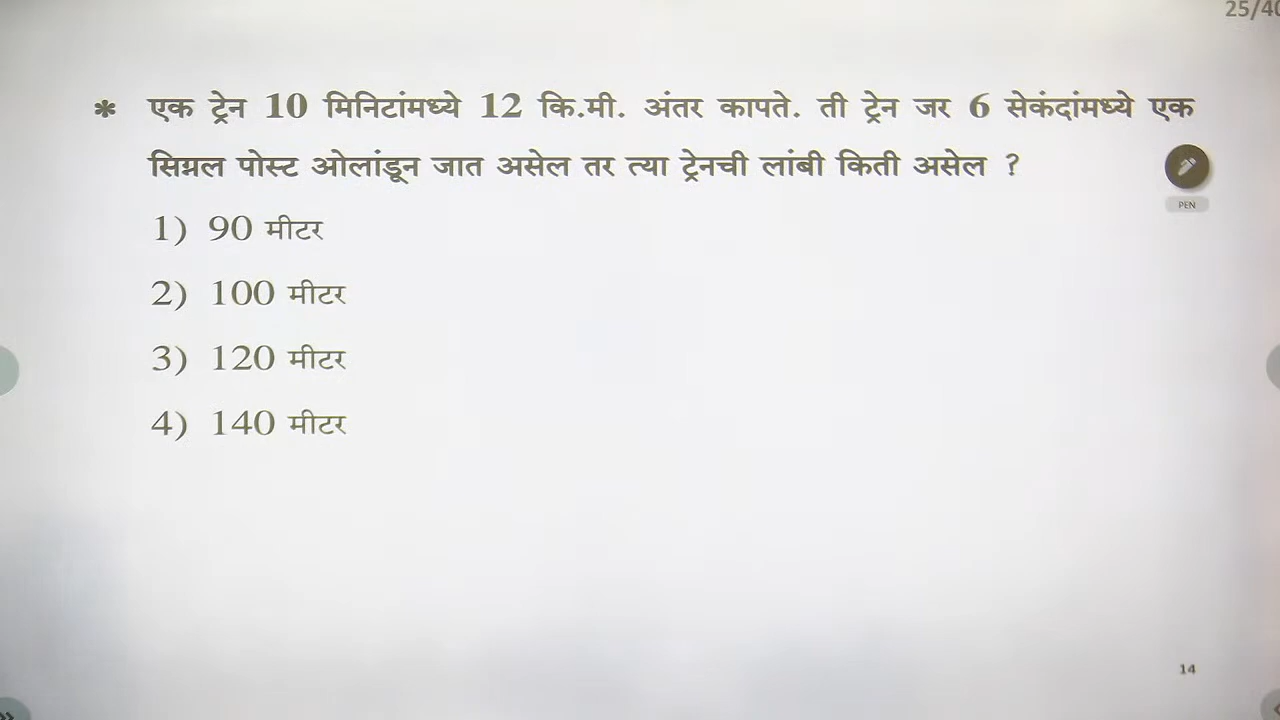 25/40
* एक ट्रेन 10 मिनिटांमध्ये 12 कि.मी. अंतर कापते. ती ट्रेन जर 6 सेकंदांमध्ये एक
सिग्नल पोस्ट ओलांडून जात असेल तर त्या ट्रेनची लांबी किती असेल ?
PEN
1) 90 मीटर
2) 100 मीटर
3) 120 मीटर
4) 140 मीटर
14